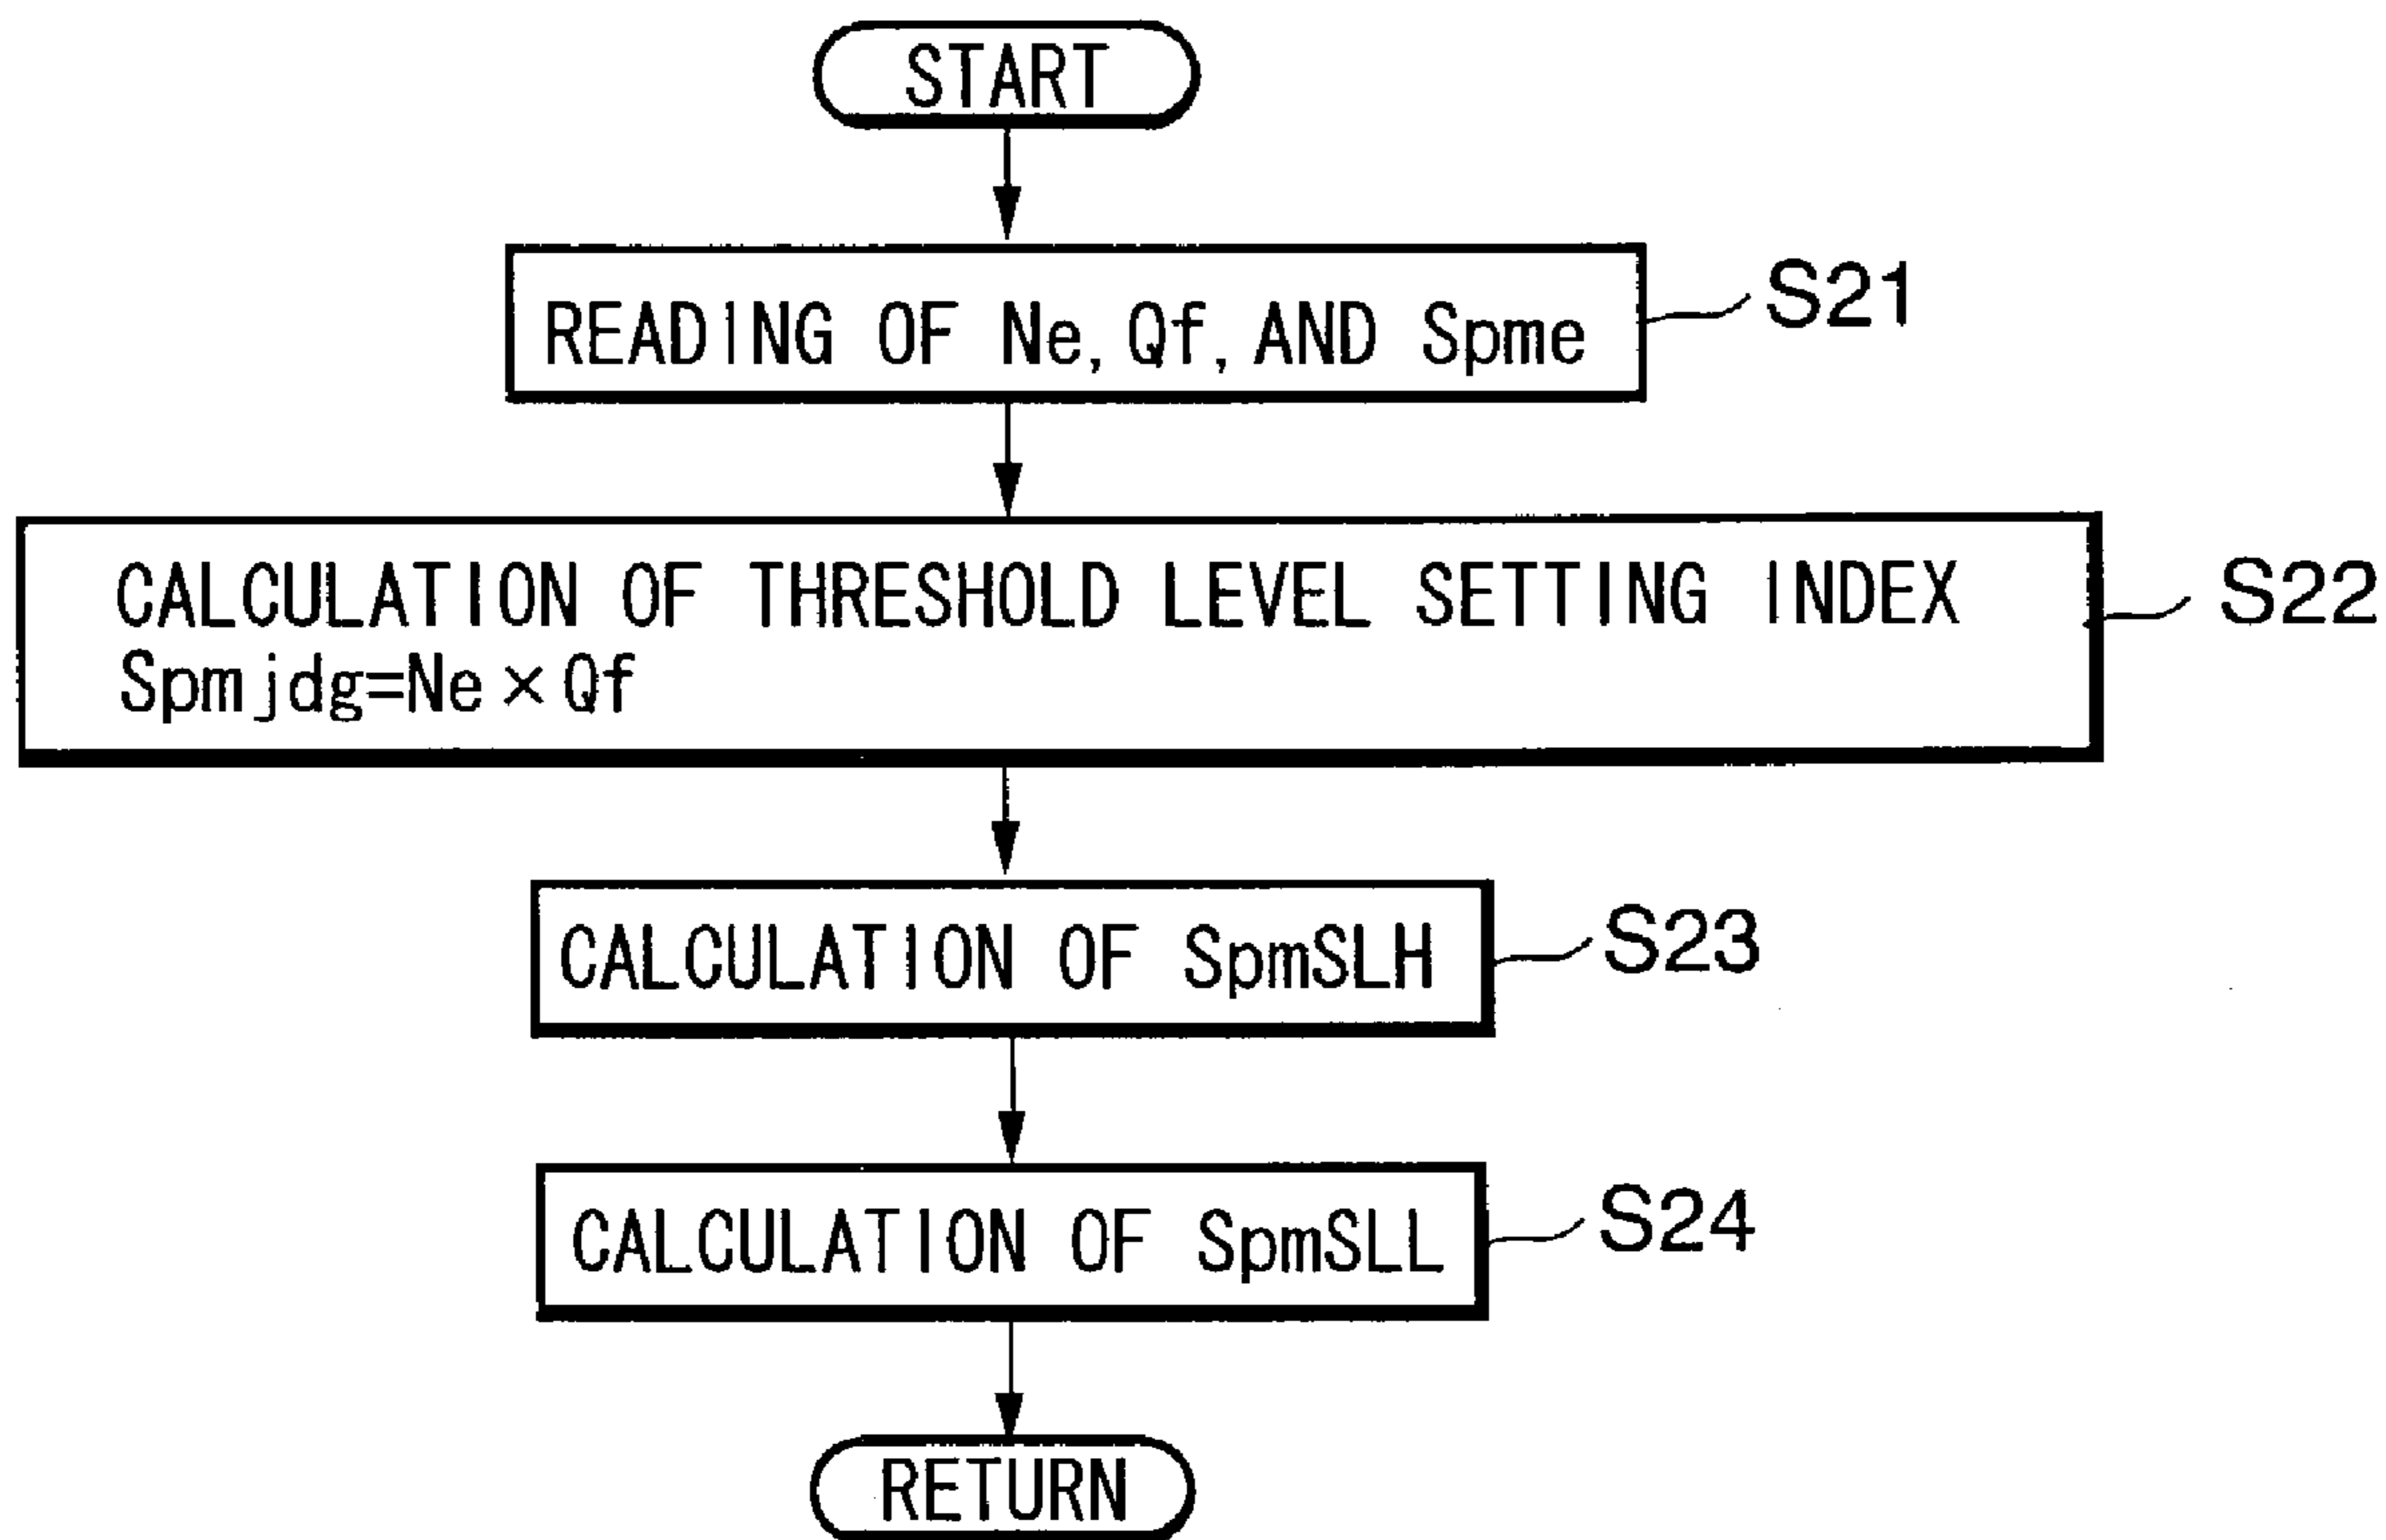 START
READING OF Ne, Qf, AND Spme
S21
CALCULATION OF THRESHOLD LEVEL SETTING INDEX
S22
Spmjdg=Ne×Qf
CALCULATION OF SpmSLH
S23
CALCULATION OF SpmSLL
S24
RETURN